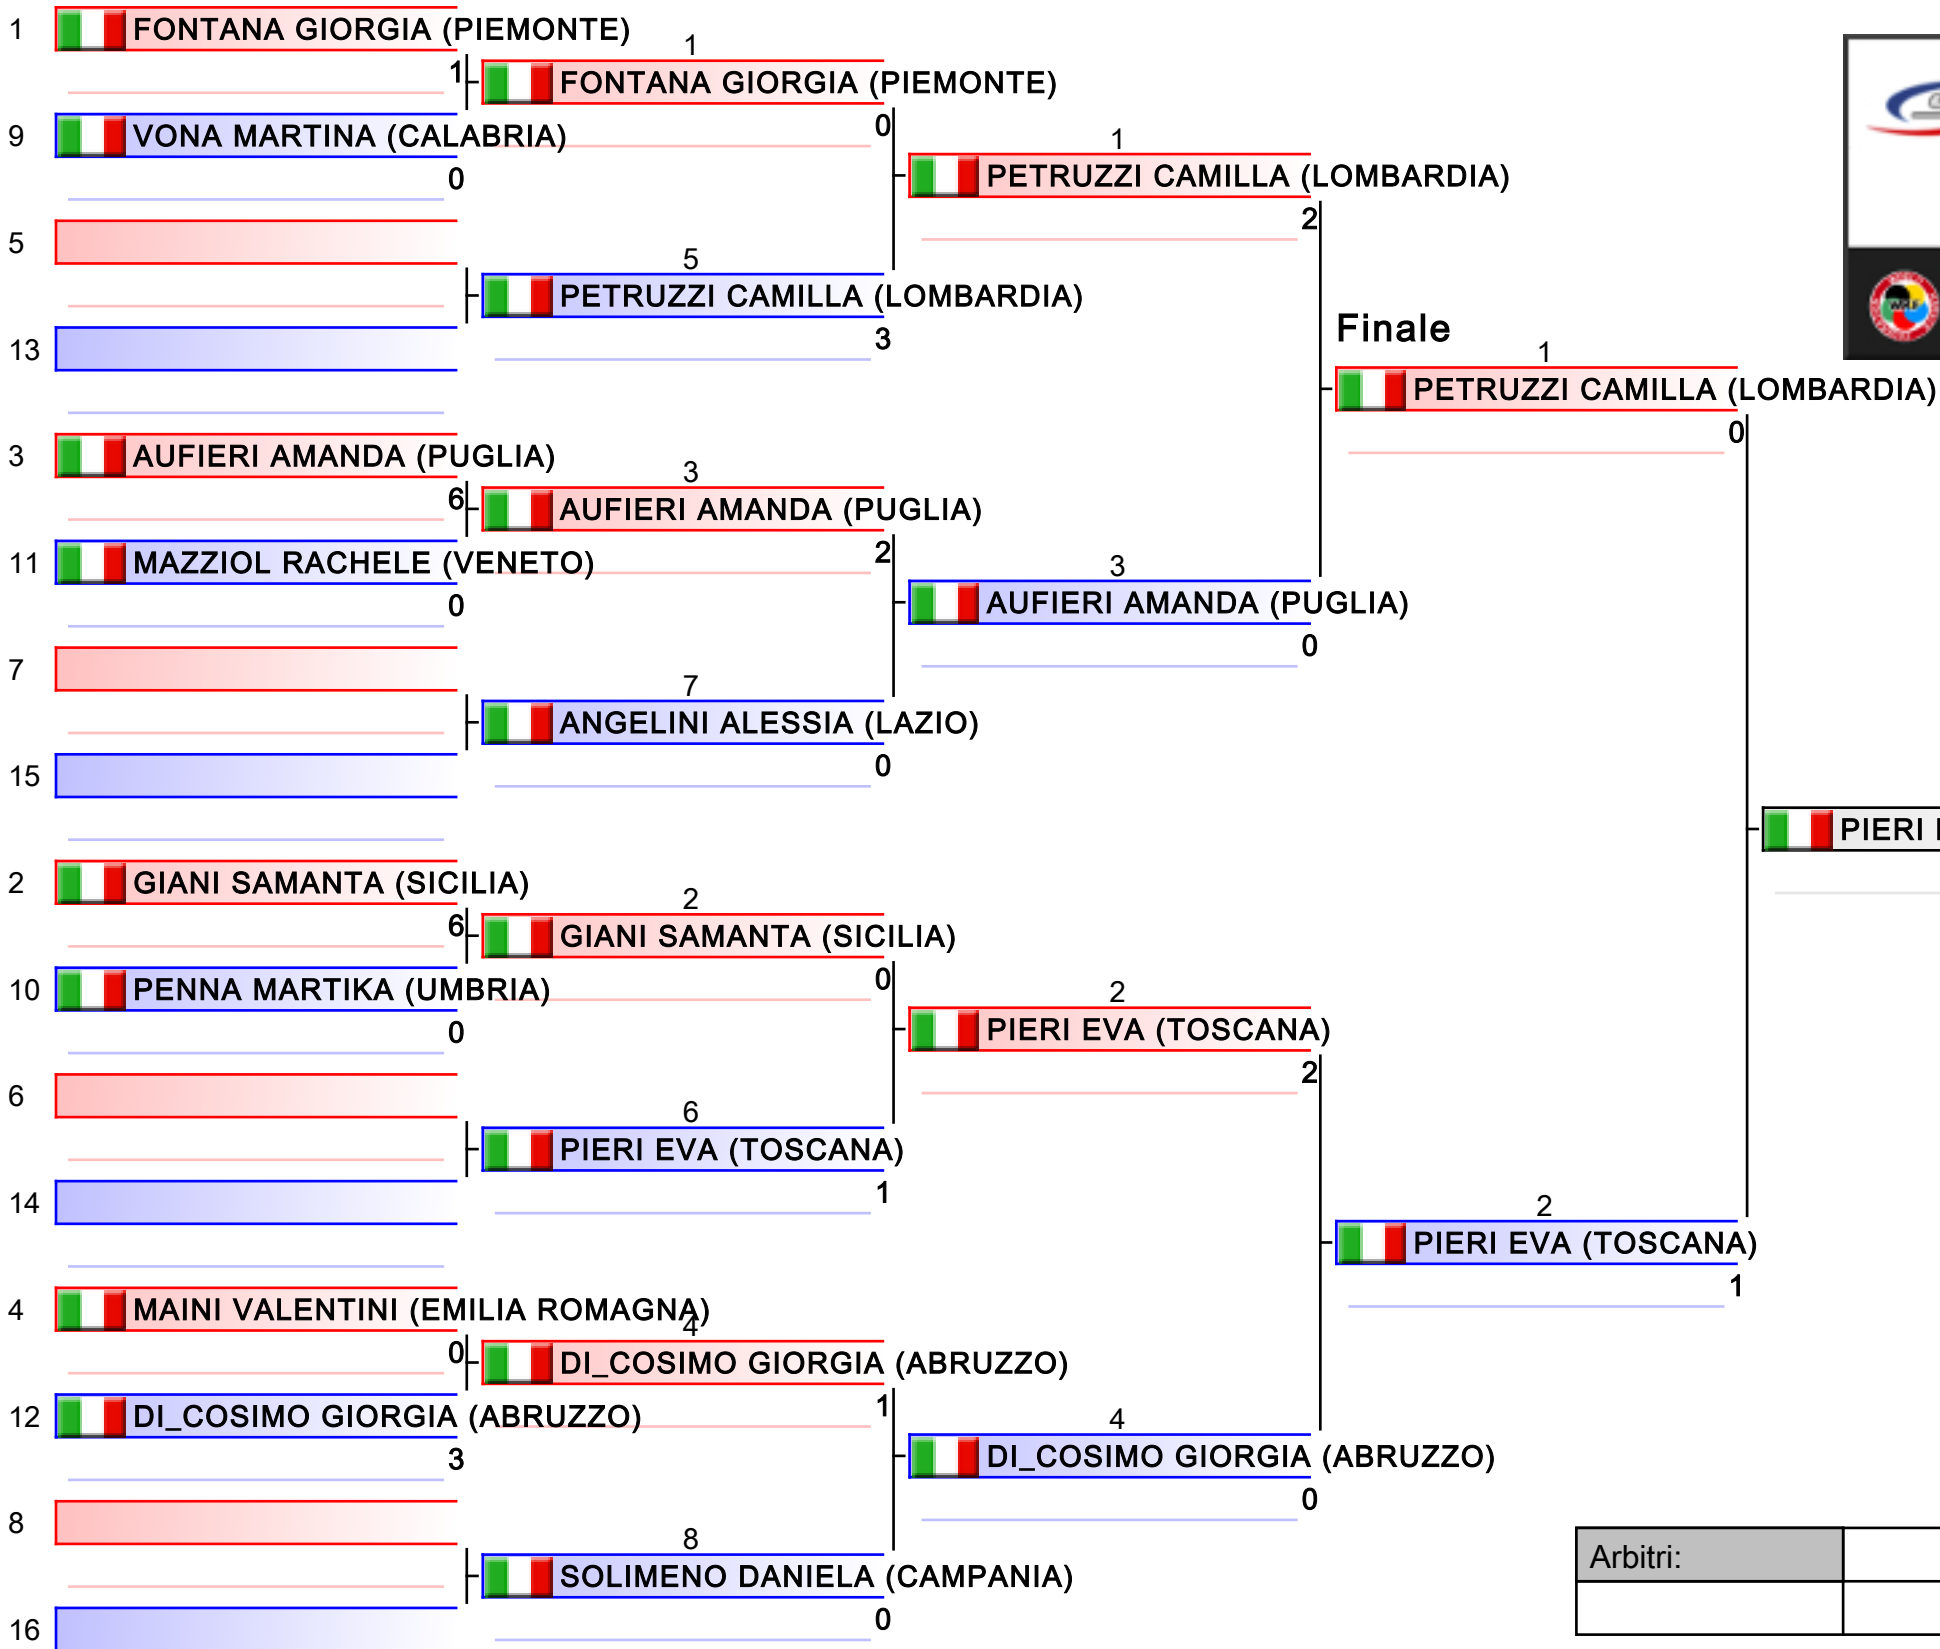 1 FONTANA GIORGIA (PIEMONTE)
1
9 VONA MARTINA (CALABRIA)
0
5
13
3 AUFIERI AMANDA (PUGLIA)
6
11 MAZZIOL RACHELE (VENETO)
0
7
15
2 GIANI SAMANTA (SICILIA)
6
10 PENNA MARTIKA (UMBRIA)
0
6
14
4 MAINI VALENTINI (EMILIA ROMAGNA)
0
12 DI_COSIMO GIORGIA (ABRUZZO)
3
8
16
1
FONTANA GIORGIA (PIEMONTE)
0
5
PETRUZZI CAMILLA (LOMBARDIA)
3
3
AUFIERI AMANDA (PUGLIA)
2
7
ANGELINI ALESSIA (LAZIO)
0
2
GIANI SAMANTA (SICILIA)
0
6
PIERI EVA (TOSCANA)
1
4
DI_COSIMO GIORGIA (ABRUZZO)
1
8
SOLIMENO DANIELA (CAMPANIA)
0
1
PETRUZZI CAMILLA (LOMBARDIA)
2
3
AUFIERI AMANDA (PUGLIA)
0
2
PIERI EVA (TOSCANA)
2
4
DI_COSIMO GIORGIA (ABRUZZO)
0
Finale
1
PETRUZZI CAMILLA (LOMBARDIA)
0
2
PIERI EVA (TOSCANA)
1
PIERI
Arbitri: